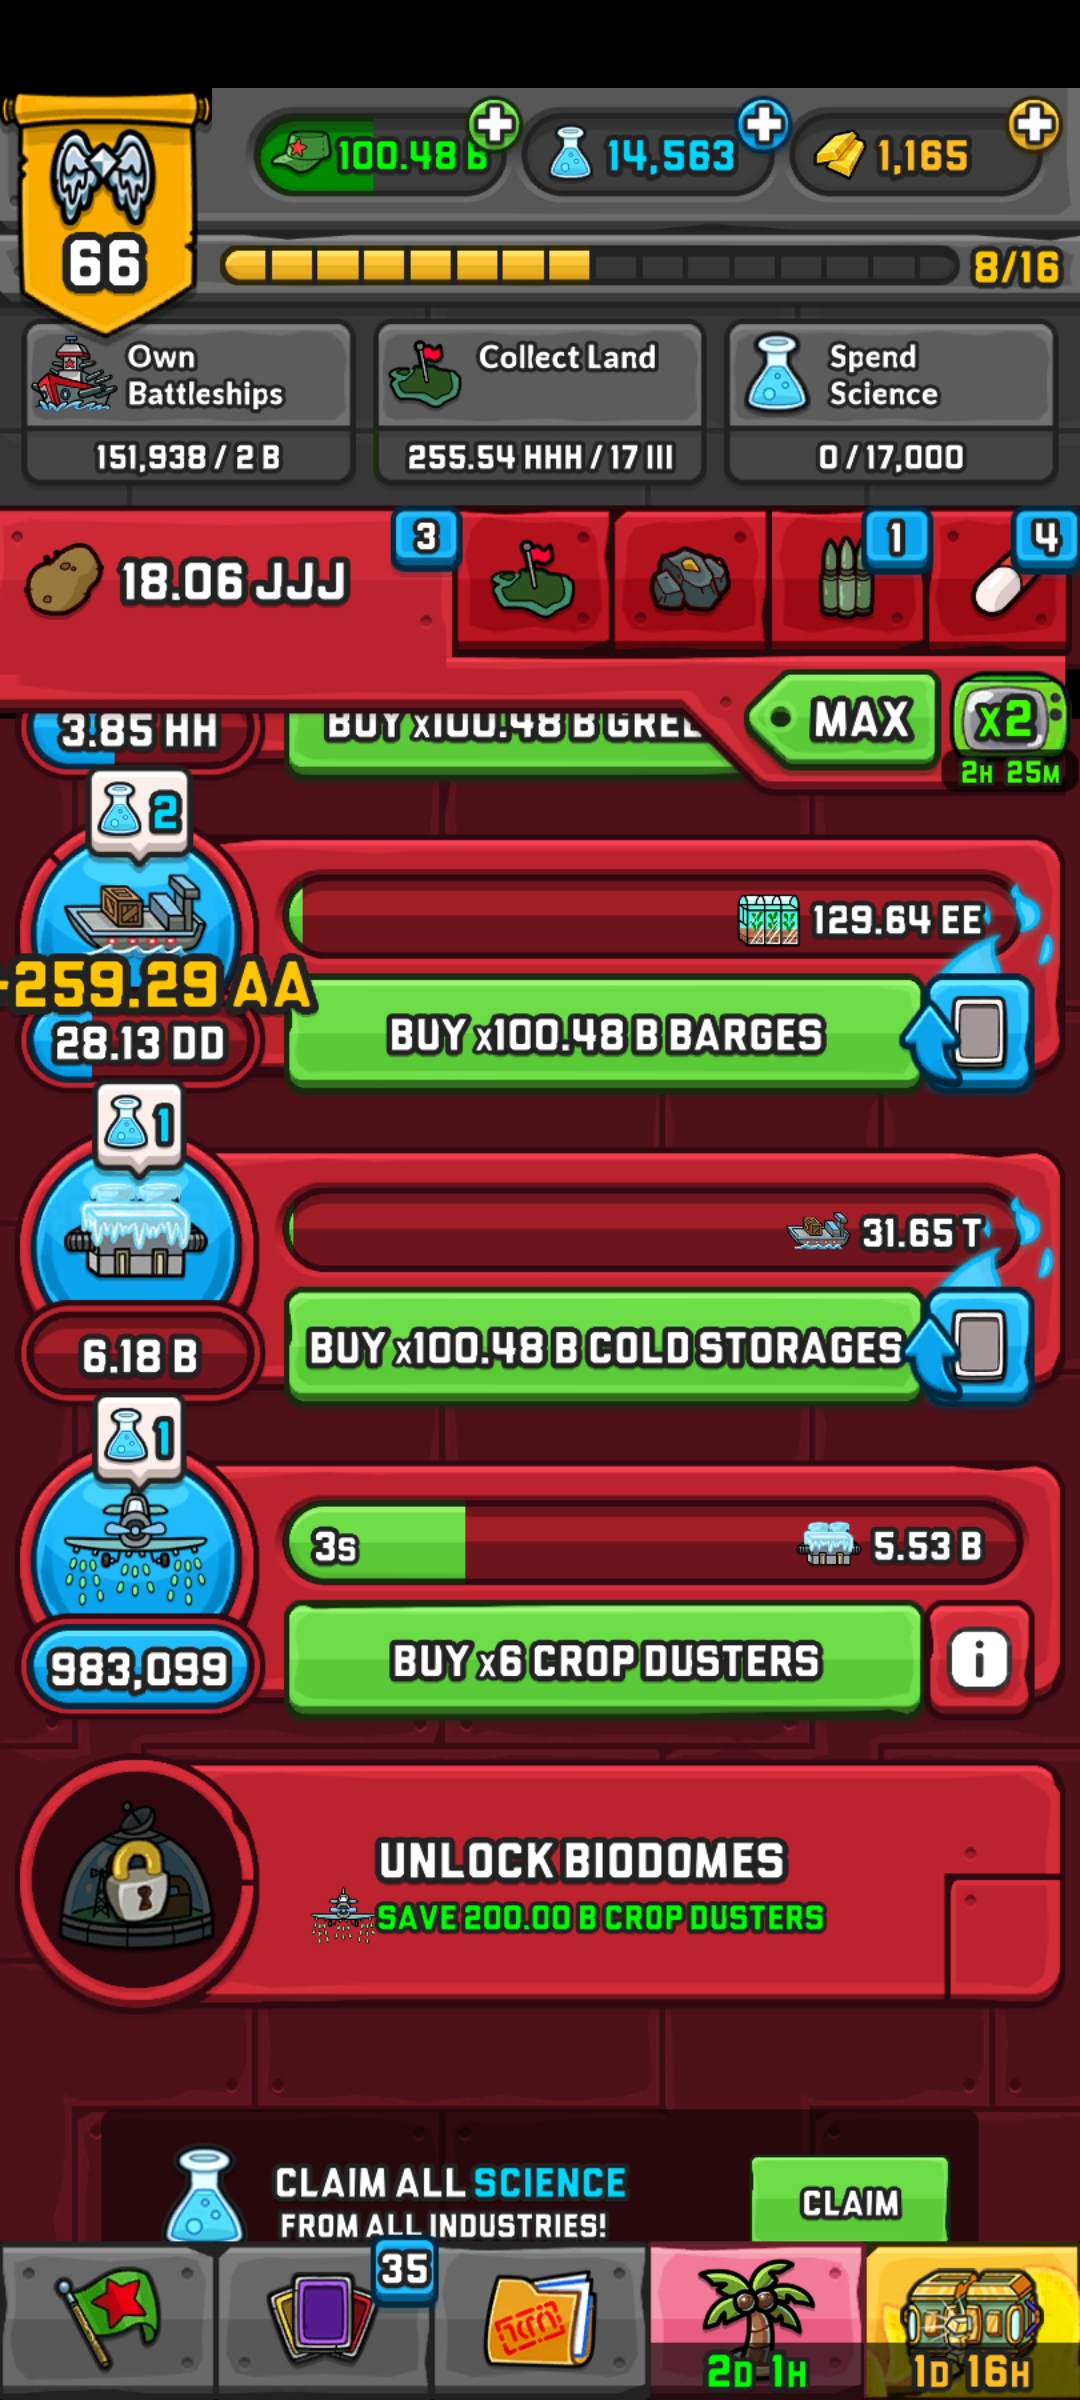 100.48 B
14,563
1,165
66
8/16
Own
Battleships
151,938 / 2 B
Collect Land
255.54 HHH / 17 III
Spend
Science
0 / 17,000
18.06 JJJ
3
1
4
MAX
x2
2H 25M
3.85 HH
BUY x100.48 B
2
129.64 EE
-259.29 AA
28.13 DD
BUY x100.48 B BARGES
1
31.65 T
6.18 B
BUY x100.48 B COLD STORAGES
1
3s
5.53 B
983,099
BUY x6 CROP DUSTERS
i
UNLOCK BIODOMES
SAVE 200.00 B CROP DUSTERS
CLAIM ALL SCIENCE
FROM ALL INDUSTRIES!
CLAIM
35
2D 1H
1D 16H